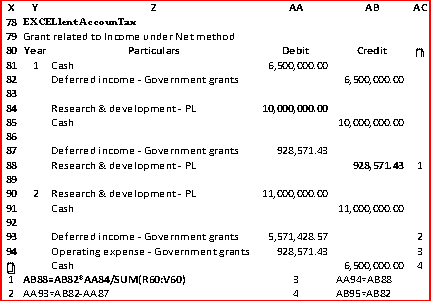 X Y Z AA AB AC
78 EXCELlentAccounTax
79 Grant related to Income under Net method
80 Year Particulars Debit Credit
81 1 Cash 6,500,000.00
82 Deferred income - Government grants 6,500,000.00
83
84 Research & development - PL 10,000,000.00
85 Cash 10,000,000.00
86
87 Deferred income - Government grants 928,571.43
88 Research & development - PL 928,571.43 1
89
90 2 Research & development - PL 11,000,000.00
91 Cash 11,000,000.00
92
93 Deferred income - Government grants 5,571,428.57 2
94 Operating expense - Government grants 928,571.43 3
Cash 6,500,000.00 4
1 AB88=AB82*AA84/SUM(R60:V60) 3 AA94=AB88
2 AA93=AB82-AA87 4 AB95=AB82